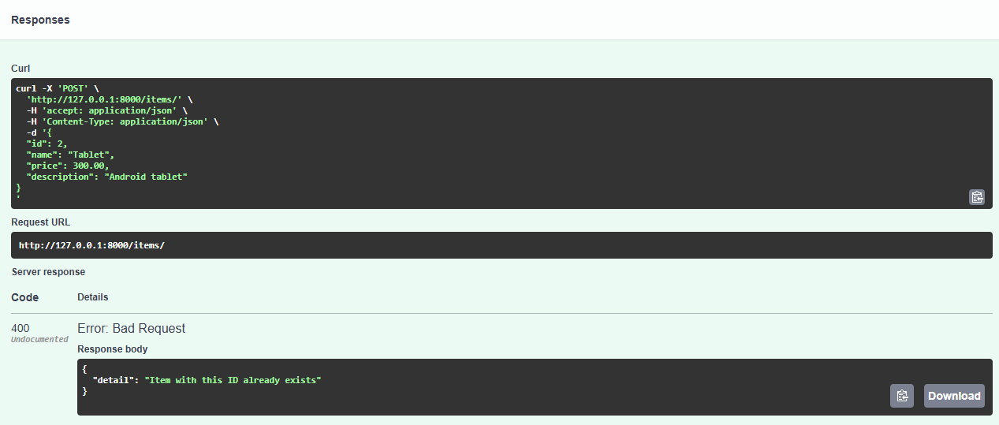 Responses
Curl
curl -X 'POST' \
  'http://127.0.0.1:8000/items/' \
  -H 'accept: application/json' \
  -H 'Content-Type: application/json' \
  -d '{
  "id": 2,
  "name": "Tablet",
  "price": 300.00,
  "description": "Android tablet"
}
'
Request URL
http://127.0.0.1:8000/items/
Server response
Code Details
400 Error: Bad Request
Undocumented
Response body
{
  "detail": "Item with this ID already exists"
}
Download